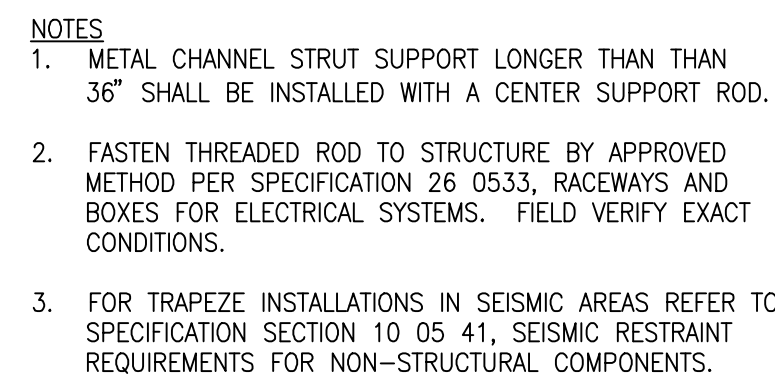 NOTES
1. METAL CHANNEL STRUT SUPPORT LONGER THAN THAN
36" SHALL BE INSTALLED WITH A CENTER SUPPORT ROD.
2. FASTEN THREADED ROD TO STRUCTURE BY APPROVED
METHOD PER SPECIFICATION 26 0533, RACEWAYS AND
BOXES FOR ELECTRICAL SYSTEMS. FIELD VERIFY EXACT
CONDITIONS.
3. FOR TRAPEZE INSTALLATIONS IN SEISMIC AREAS REFER TO
SPECIFICATION SECTION 10 05 41, SEISMIC RESTRAINT
REQUIREMENTS FOR NON-STRUCTURAL COMPONENTS.